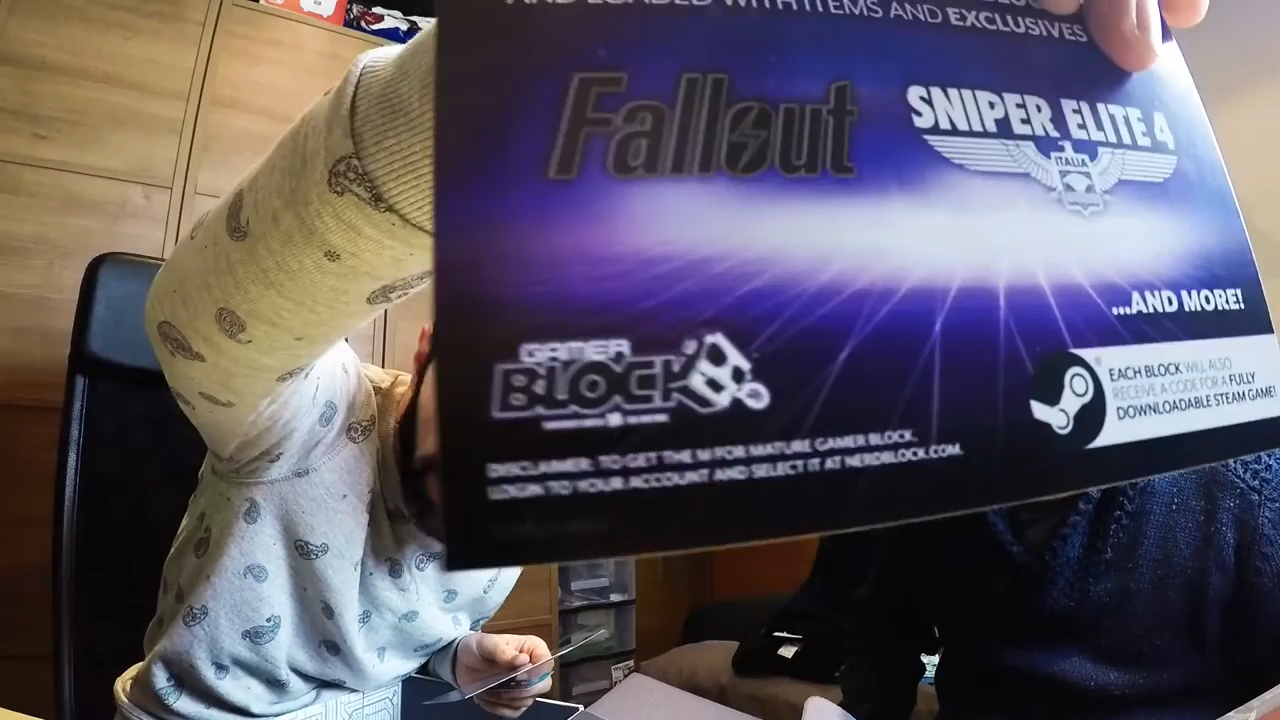 AND LOADED WITH ITEMS AND EXCLUSIVES
Fallout
SNIPER ELITE 4
ITALIA
...AND MORE!
GAMER
BLOCK
EACH BLOCK WILL ALSO
RECEIVE A CODE FOR A FULLY
DOWNLOADABLE STEAM GAME!
DISCLAIMER: TO GET THE M FOR MATURE GAMER BLOCK,
LOGIN TO YOUR ACCOUNT AND SELECT IT AT NERDBLOCK.COM.